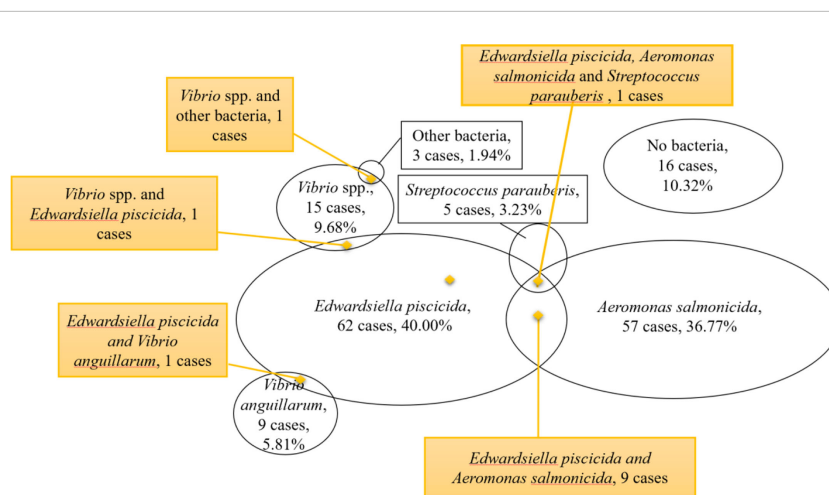 Edwardsiella piscicida, Aeromonas
salmonicida and Streptococcus
parauberis , 1 cases
Vibrio spp. and
other bacteria, 1
cases
Other bacteria,
3 cases, 1.94%
No bacteria,
16 cases,
10.32%
Vibrio spp.,
15 cases,
9.68%
Streptococcus parauberis,
5 cases, 3.23%
Vibrio spp. and
Edwardsiella piscicida, 1
cases
Edwardsiella piscicida,
62 cases, 40.00%
Aeromonas salmonicida,
57 cases, 36.77%
Edwardsiella piscicida
and Vibrio
anguillarum, 1 cases
Vibrio
anguillarum,
9 cases,
5.81%
Edwardsiella piscicida and
Aeromonas salmonicida, 9 cases